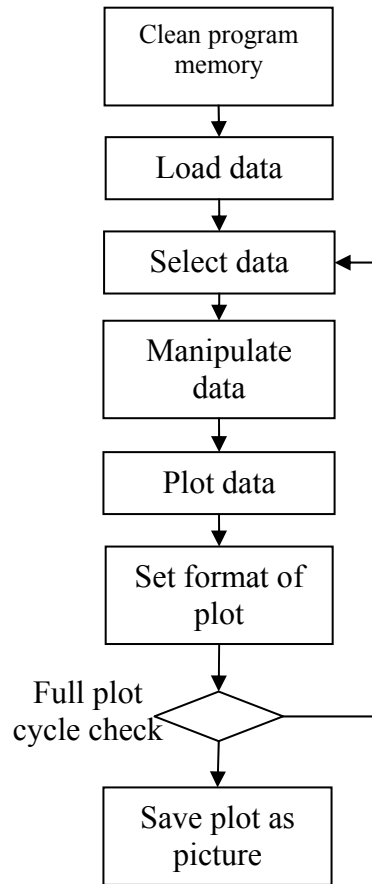 Clean program
memory
Load data
Select data
Manipulate
data
Plot data
Set format of
plot
Full plot
cycle check
Save plot as
picture